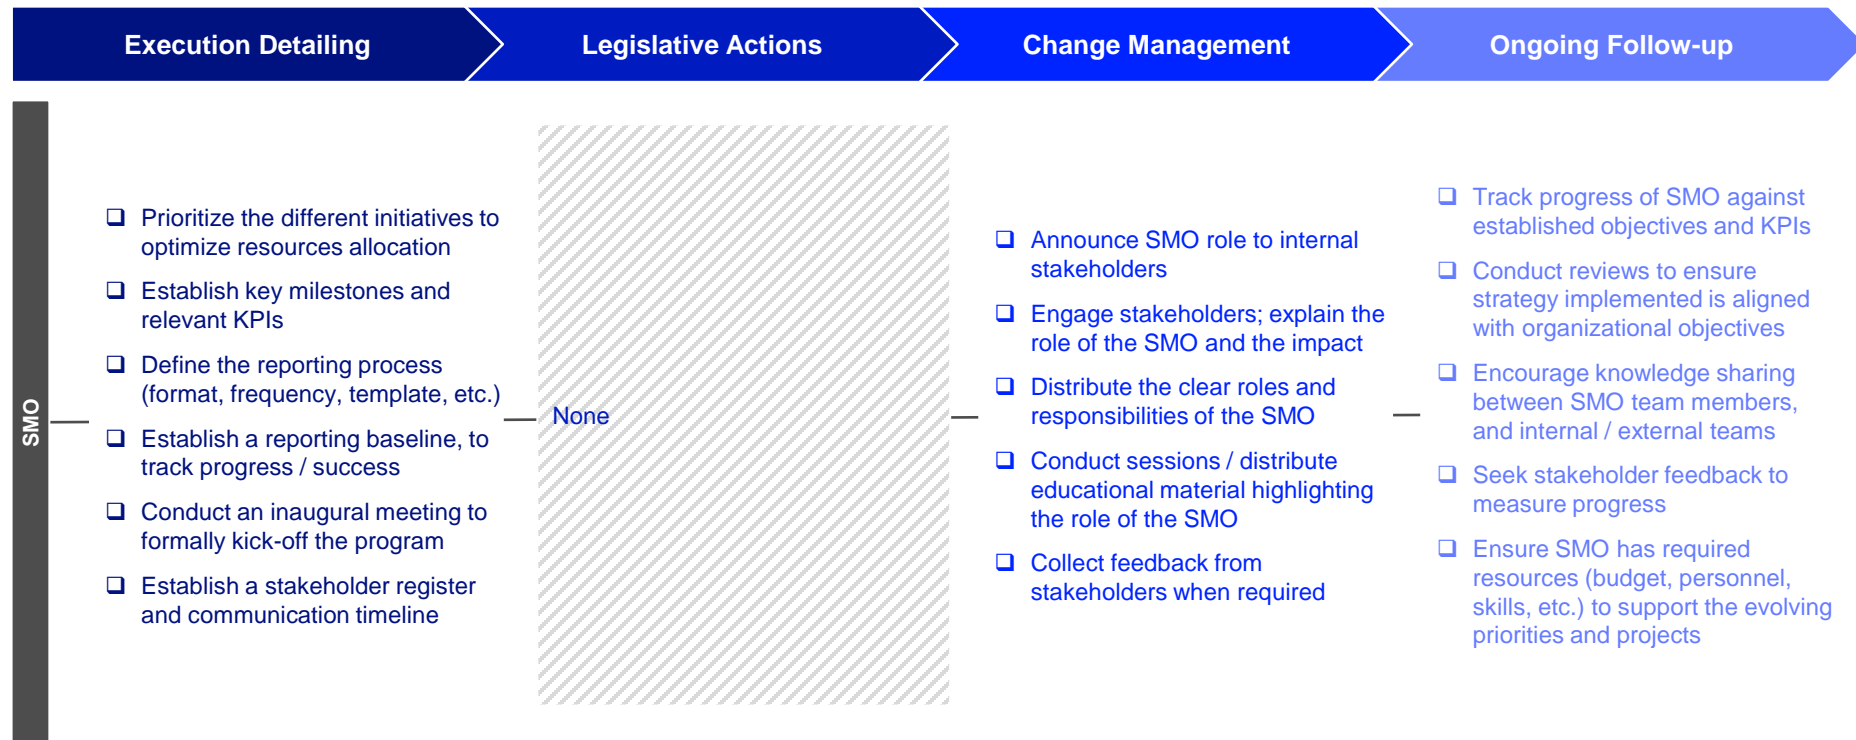 Execution Detailing
Legislative Actions
Change Management
Ongoing Follow-up
SMO
Prioritize the different initiatives to
optimize resources allocation
Establish key milestones and
relevant KPIs
Define the reporting process
(format, frequency, template, etc.)
Establish a reporting baseline, to
track progress / success
Conduct an inaugural meeting to
formally kick-off the program
Establish a stakeholder register
and communication timeline
None
Announce SMO role to internal
stakeholders
Engage stakeholders; explain the
role of the SMO and the impact
Distribute the clear roles and
responsibilities of the SMO
Conduct sessions / distribute
educational material highlighting
the role of the SMO
Collect feedback from
stakeholders when required
Track progress of SMO against
established objectives and KPIs
Conduct reviews to ensure
strategy implemented is aligned
with organizational objectives
Encourage knowledge sharing
between SMO team members,
and internal / external teams
Seek stakeholder feedback to
measure progress
Ensure SMO has required
resources (budget, personnel,
skills, etc.) to support the evolving
priorities and projects